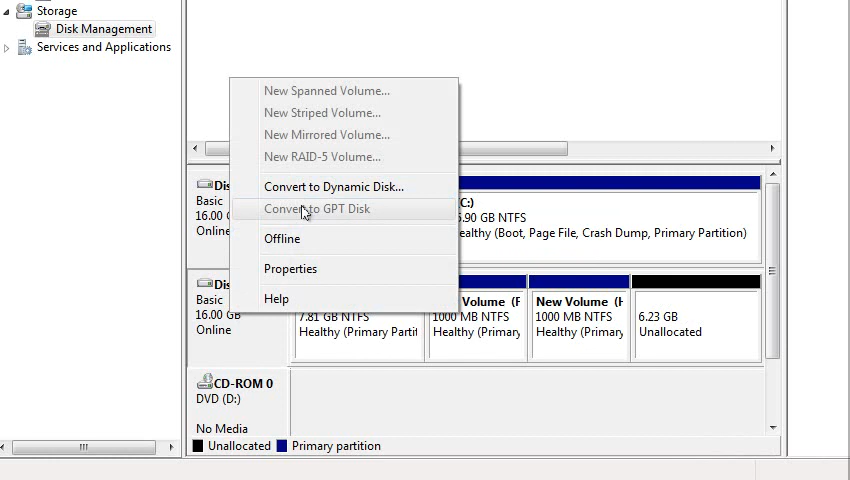 Storage
Disk Management
Services and Applications
New Spanned Volume...
New Striped Volume...
New Mirrored Volume...
New RAID-5 Volume...
Convert to Dynamic Disk...
Convert to GPT Disk
Offline
Properties
Help
Dis
Basic
16.00
Online
C:)
5.90 GB NTFS
ealthy (Boot, Page File, Crash Dump, Primary Partition)
Dis
Basic
16.00 GB
Online
7.81 GB NTFS
Healthy (Primary Partit
w Volume (F
1000 MB NTFS
Healthy (Primary
New Volume (H
1000 MB NTFS
Healthy (Primary
6.23 GB
Unallocated
CD-ROM 0
DVD (D:)
No Media
Unallocated Primary partition